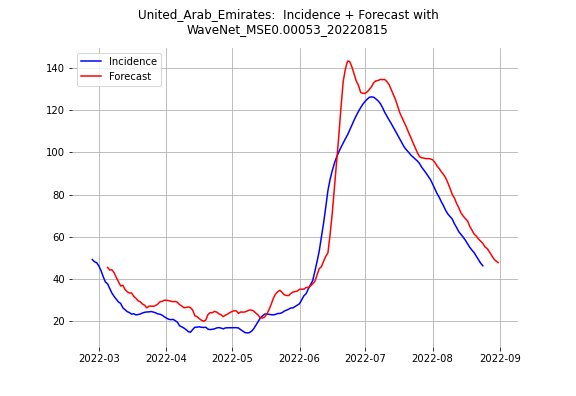 United_Arab_Emirates:  Incidence + Forecast with
WaveNet_MSE0.00053_20220815
Incidence
Forecast
140
120
100
80
60
40
20
2022-03 2022-04 2022-05 2022-06 2022-07 2022-08 2022-09